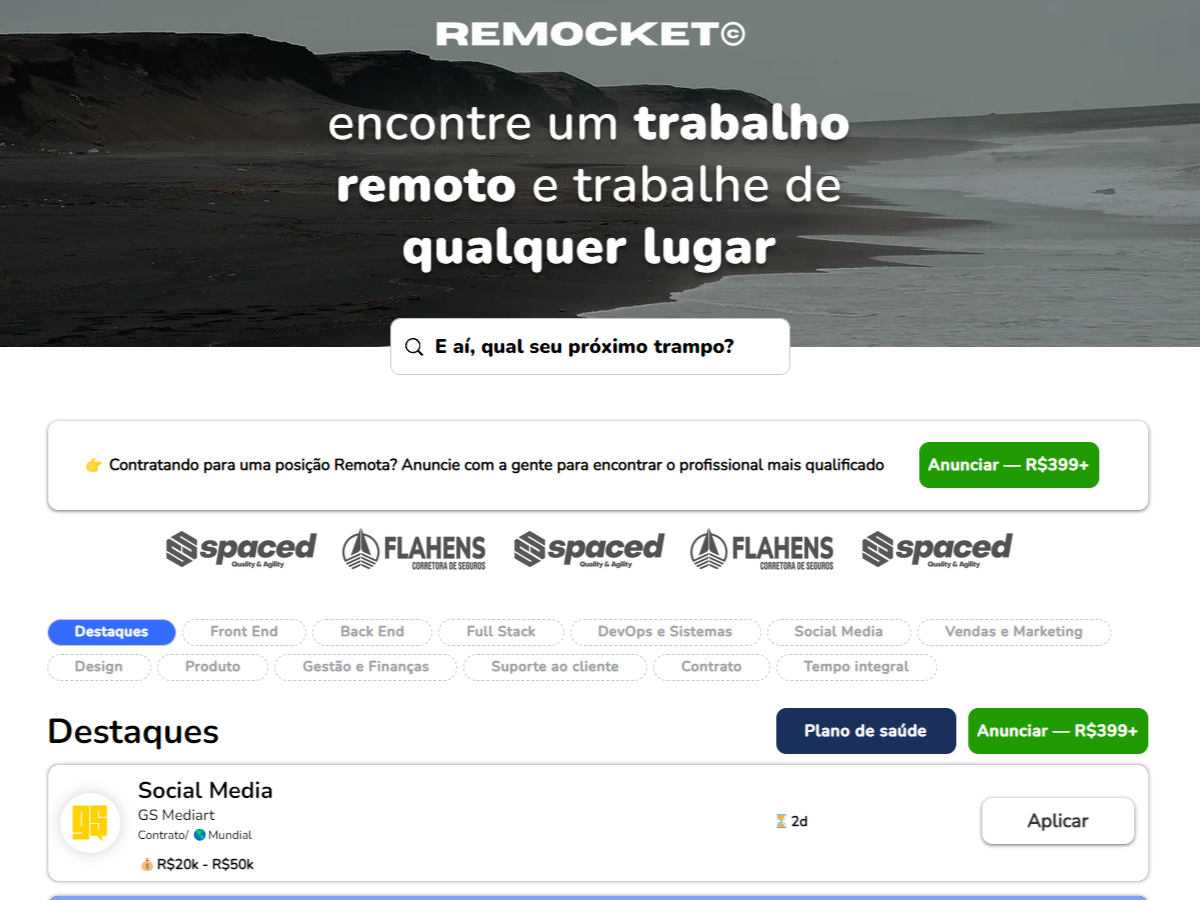 REMOCKET©
encontre um trabalho
remoto e trabalhe de
qualquer lugar
E aí, qual seu próximo trampo?
👉 Contratando para uma posição Remota? Anuncie com a gente para encontrar o profissional mais qualificado
Anunciar — R$399+
spaced Quality & Agility
FLAHENS CORRETORA DE SEGUROS
spaced Quality & Agility
FLAHENS CORRETORA DE SEGUROS
spaced Quality & Agility
Destaques Front End Back End Full Stack DevOps e Sistemas Social Media Vendas e Marketing
Design Produto Gestão e Finanças Suporte ao cliente Contrato Tempo integral
Destaques
Plano de saúde
Anunciar — R$399+
gs
Social Media
GS Mediart
Contrato/ 🌎 Mundial
💰 R$20k - R$50k
⏳ 2d
Aplicar